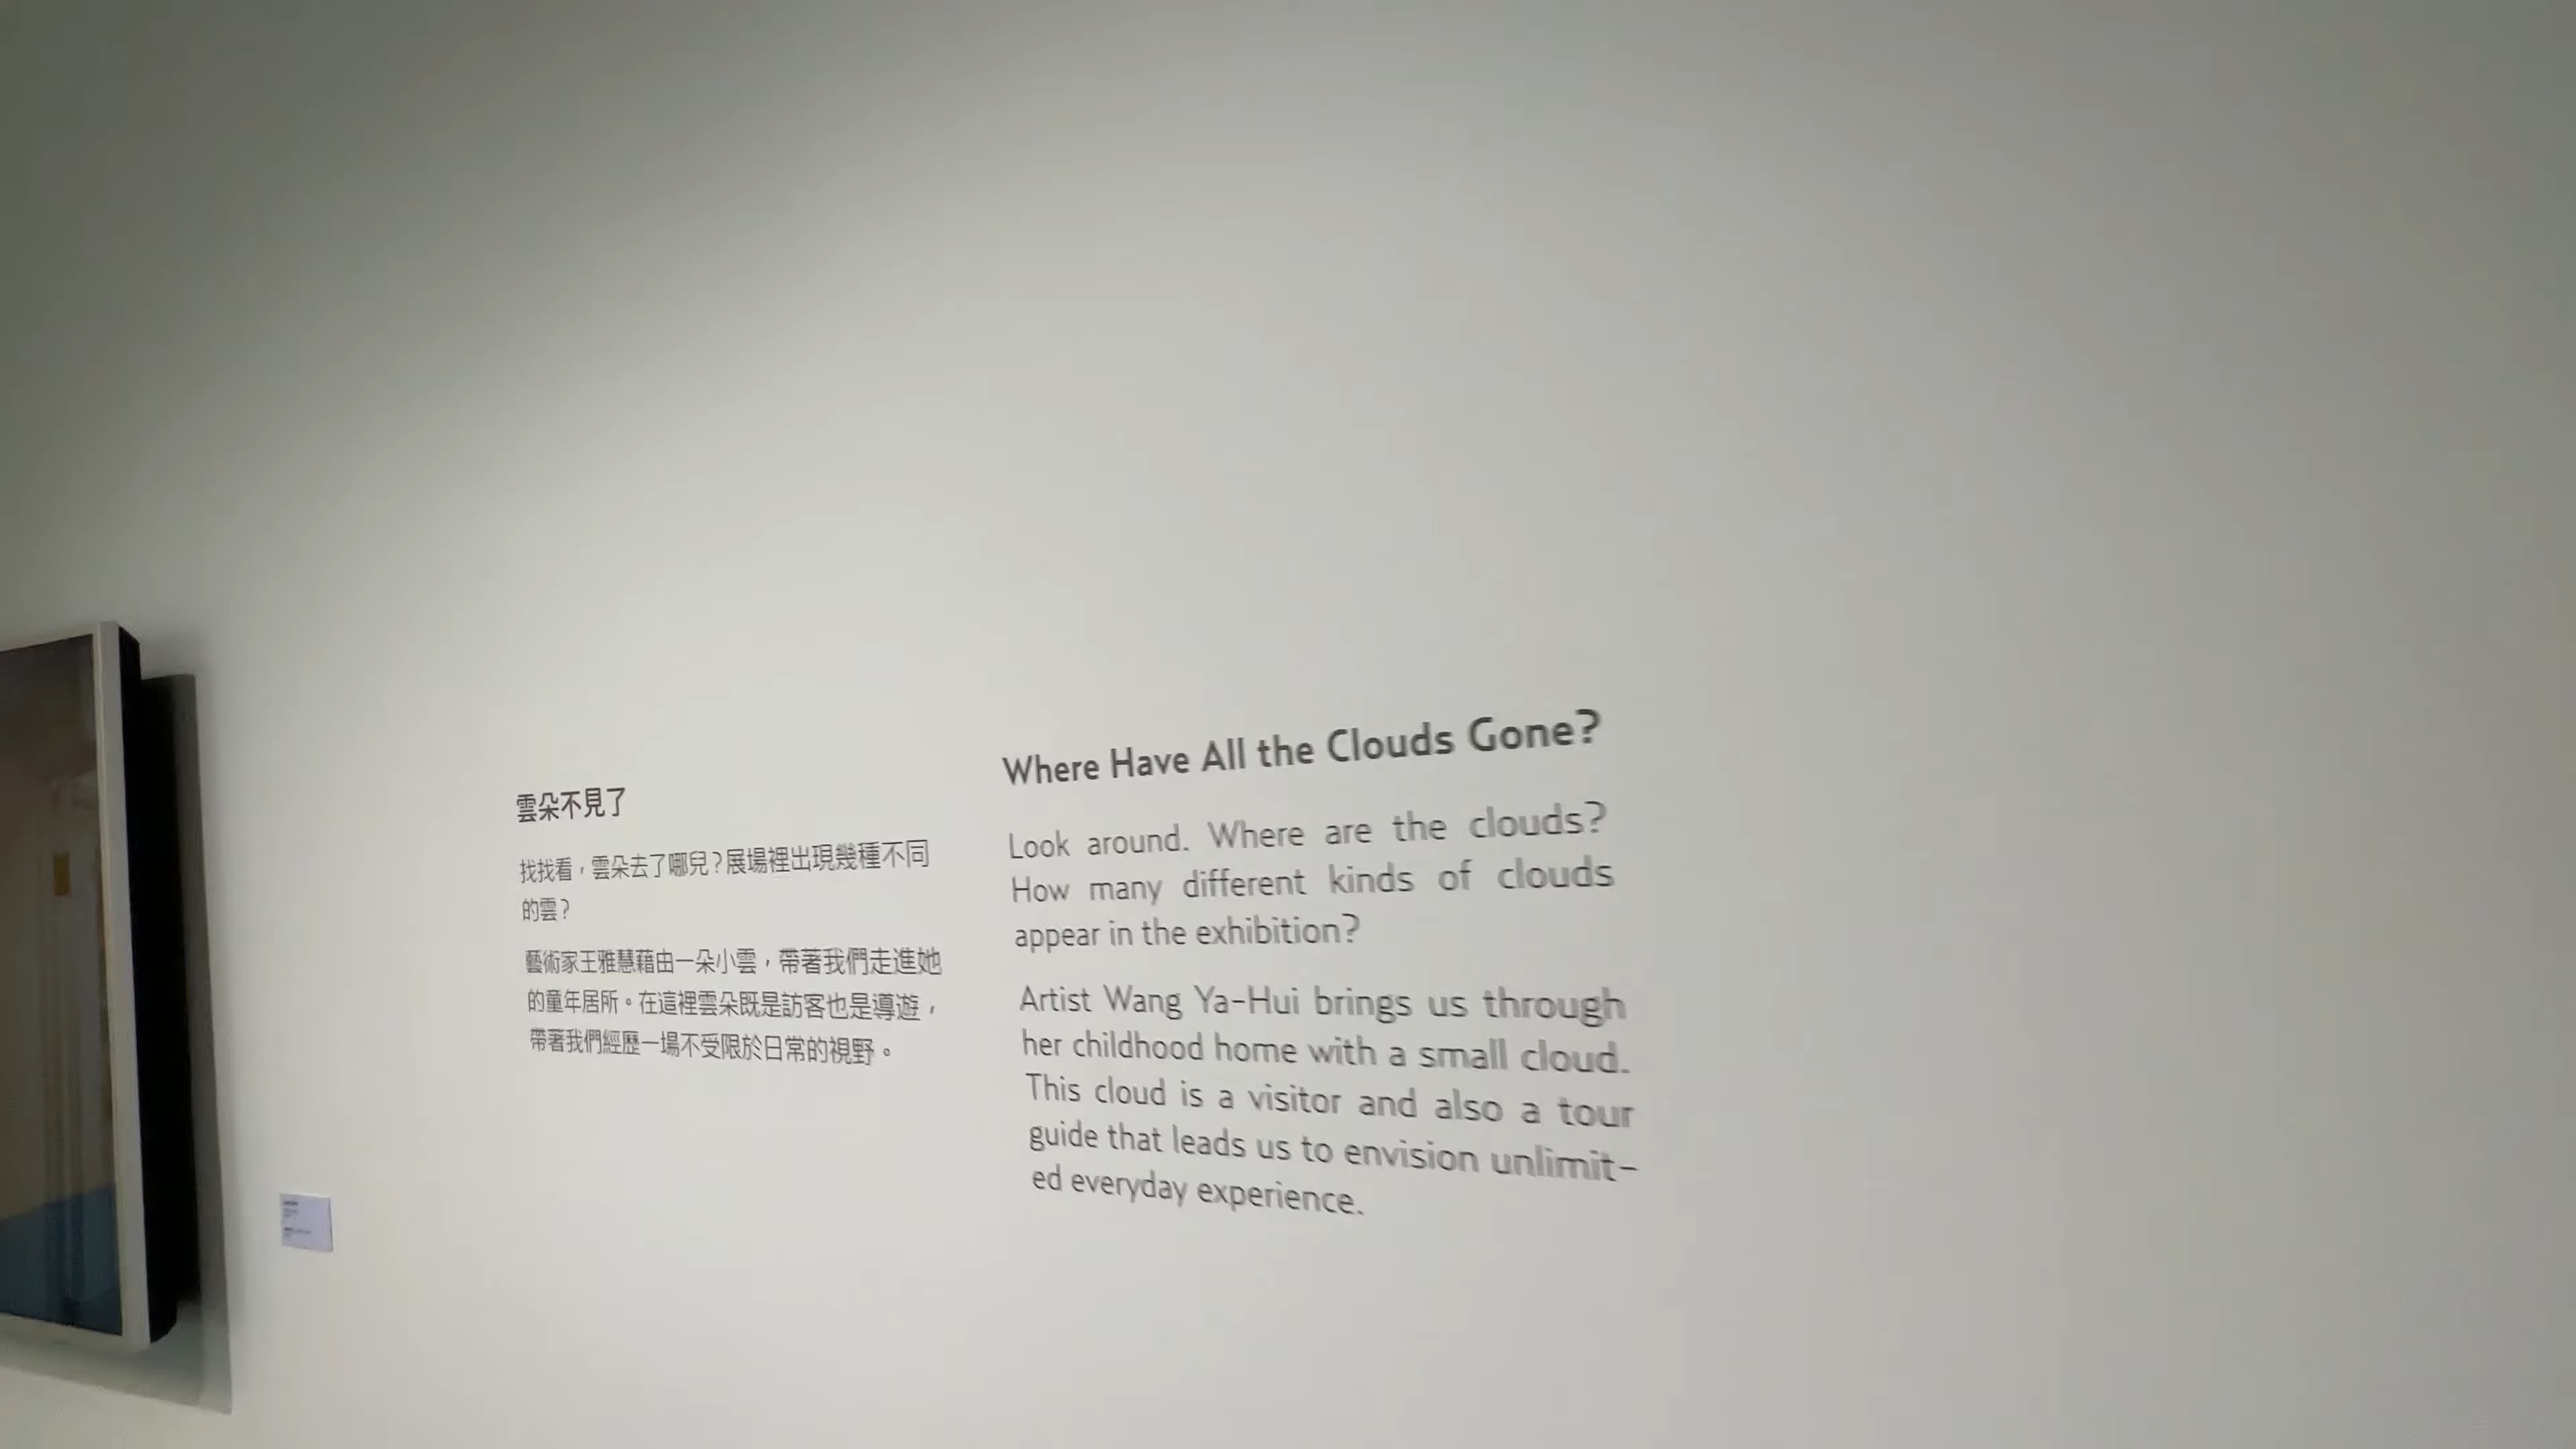 雲朵不見了
找找看，雲朵去了哪兒？展場裡出現幾種不同
的雲？
藝術家王雅慧藉由一朵小雲，帶著我們走進她
的童年居所。在這裡雲朵既是訪客也是導遊，
帶著我們經歷一場不受限於日常的視野。
Where Have All the Clouds Gone?
Look around. Where are the clouds?
How many different kinds of clouds
appear in the exhibition?
Artist Wang Ya-Hui brings us through
her childhood home with a small cloud.
This cloud is a visitor and also a tour
guide that leads us to envision unlimit-
ed everyday experience.